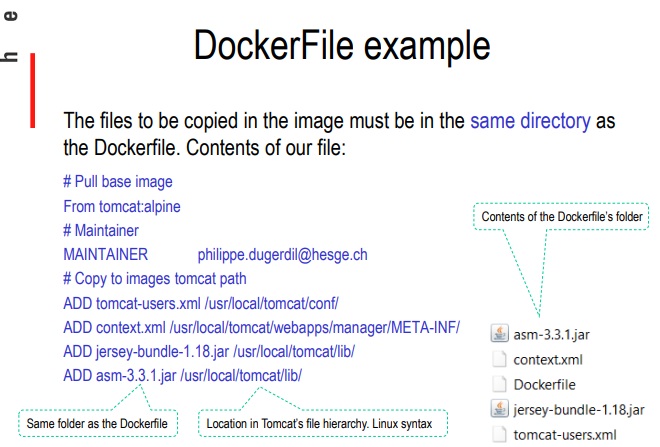 h e
DockerFile example
The files to be copied in the image must be in the same directory as
the Dockerfile. Contents of our file:
# Pull base image
From tomcat:alpine
# Maintainer
MAINTAINER philippe.dugerdil@hesge.ch
# Copy to images tomcat path
ADD tomcat-users.xml /usr/local/tomcat/conf/
ADD context.xml /usr/local/tomcat/webapps/manager/META-INF/
ADD jersey-bundle-1.18.jar /usr/local/tomcat/lib/
ADD asm-3.3.1.jar /usr/local/tomcat/lib/
Same folder as the Dockerfile
Location in Tomcat's file hierarchy. Linux syntax
Contents of the Dockerfile's folder
asm-3.3.1.jar
context.xml
Dockerfile
jersey-bundle-1.18.jar
tomcat-users.xml